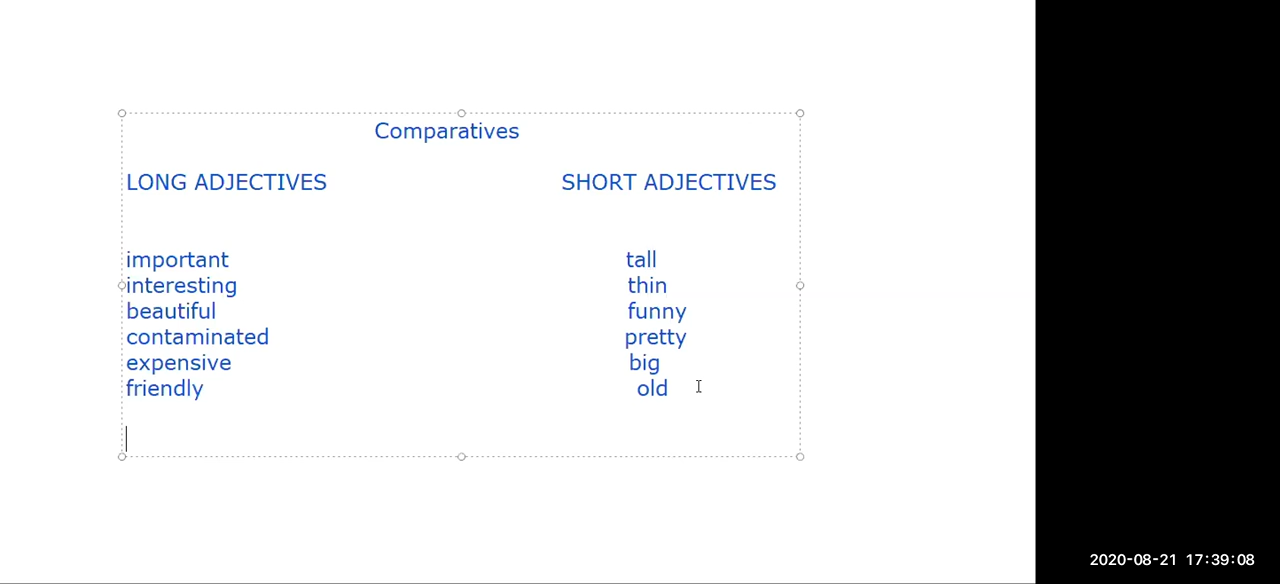 Comparatives
LONG ADJECTIVES SHORT ADJECTIVES
important tall
interesting thin
beautiful funny
contaminated pretty
expensive big
friendly old
2020-08-21 17:39:08